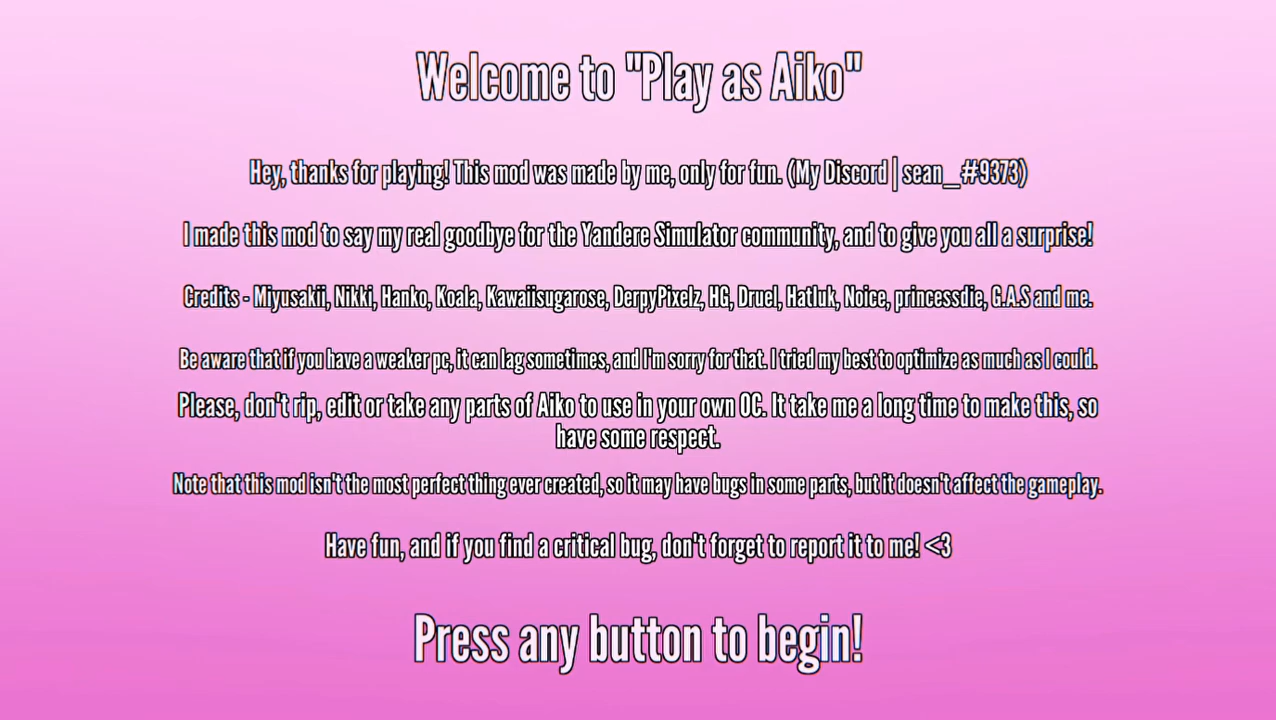 Welcome to "Play as Aiko"
Hey, thanks for playing! This mod was made by me, only for fun. (My Discord | sean_#9373)
I made this mod to say my real goodbye for the Yandere Simulator community, and to give you all a surprise!
Credits - Miyusakii, Nikki, Hanko, Koala, Kawaiisugarose, DerpyPixelz, HG, Druel, Hatluk, Noice, princessdie, G.A.S and me.
Be aware that if you have a weaker pc, it can lag sometimes, and I'm sorry for that. I tried my best to optimize as much as I could.
Please, don't rip, edit or take any parts of Aiko to use in your own OC. It take me a long time to make this, so
have some respect.
Note that this mod isn't the most perfect thing ever created, so it may have bugs in some parts, but it doesn't affect the gameplay.
Have fun, and if you find a critical bug, don't forget to report it to me! <3
Press any button to begin!